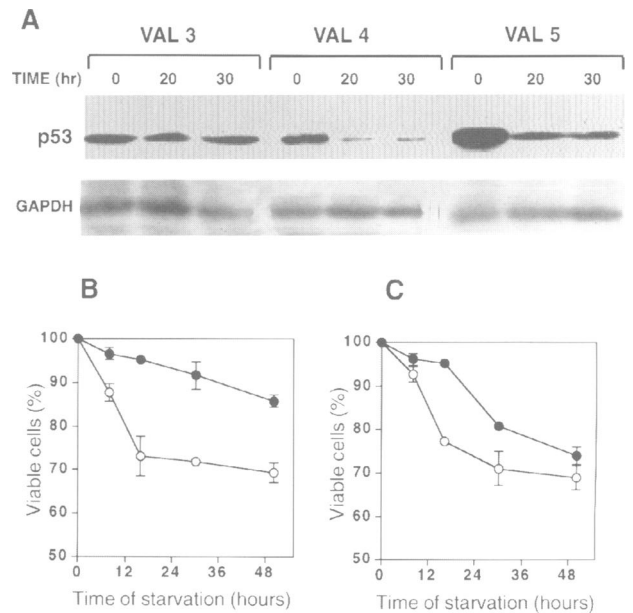 A
VAL 3 VAL 4 VAL 5
TIME (hr) 0 20 30 0 20 30 0 20 30
p53
GAPDH
B
100
90
80
70
60
50
Viable cells (%)
0 12 24 36 48
Time of starvation (hours)
C
100
90
80
70
60
50
Viable cells (%)
0 12 24 36 48
Time of starvation (hours)